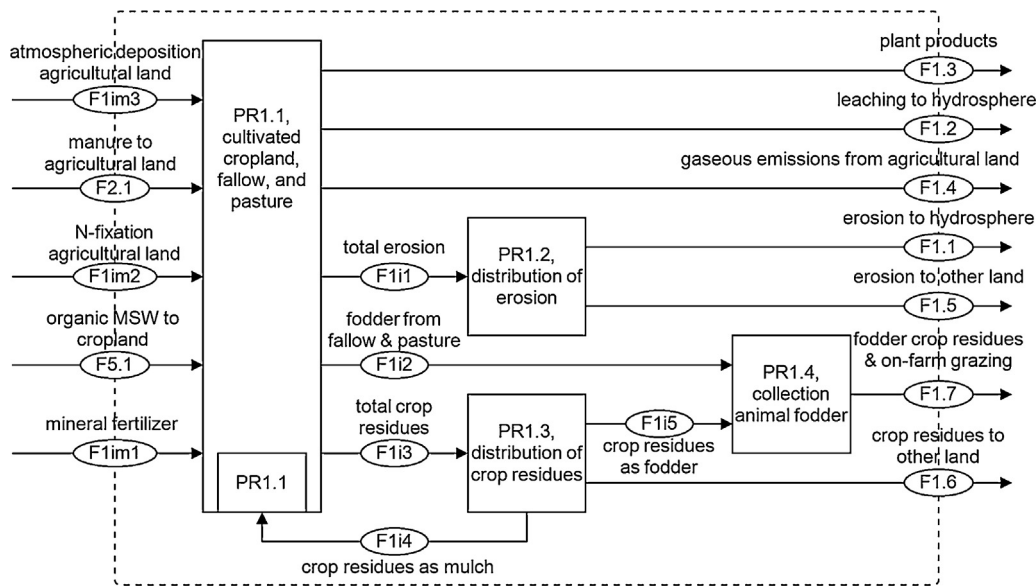 atmospheric deposition
agricultural land
F1im3
manure to
agricultural land
F2.1
N-fixation
agricultural land
F1im2
organic MSW to
cropland
F5.1
mineral fertilizer
F1im1
PR1.1,
cultivated
cropland,
fallow, and
pasture
PR1.1
total erosion
F1i1
fodder from
fallow & pasture
F1i2
total crop
residues
F1i3
F1i4
crop residues as mulch
PR1.2,
distribution of
erosion
PR1.3,
distribution of
crop residues
F1i5
crop residues
as fodder
PR1.4,
collection
animal fodder
plant products
F1.3
leaching to hydrosphere
F1.2
gaseous emissions from agricultural land
F1.4
erosion to hydrosphere
F1.1
erosion to other land
F1.5
fodder crop residues
& on-farm grazing
F1.7
crop residues to
other land
F1.6